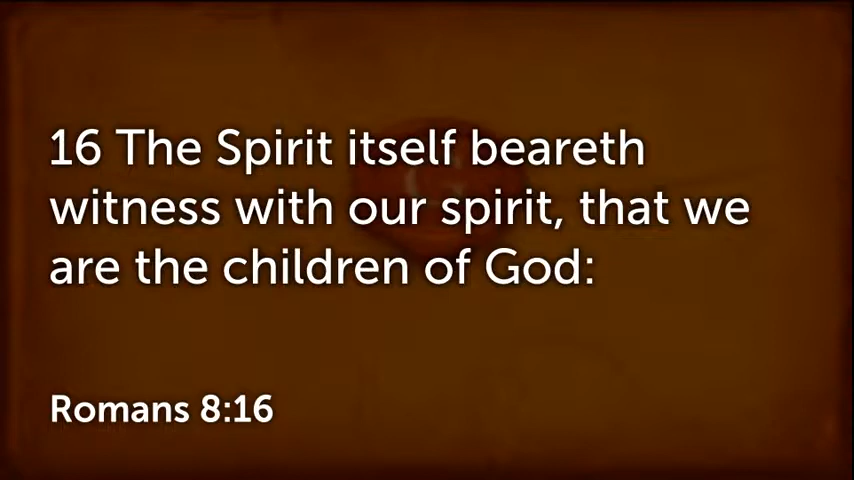 16 The Spirit itself beareth
witness with our spirit, that we
are the children of God:
Romans 8:16